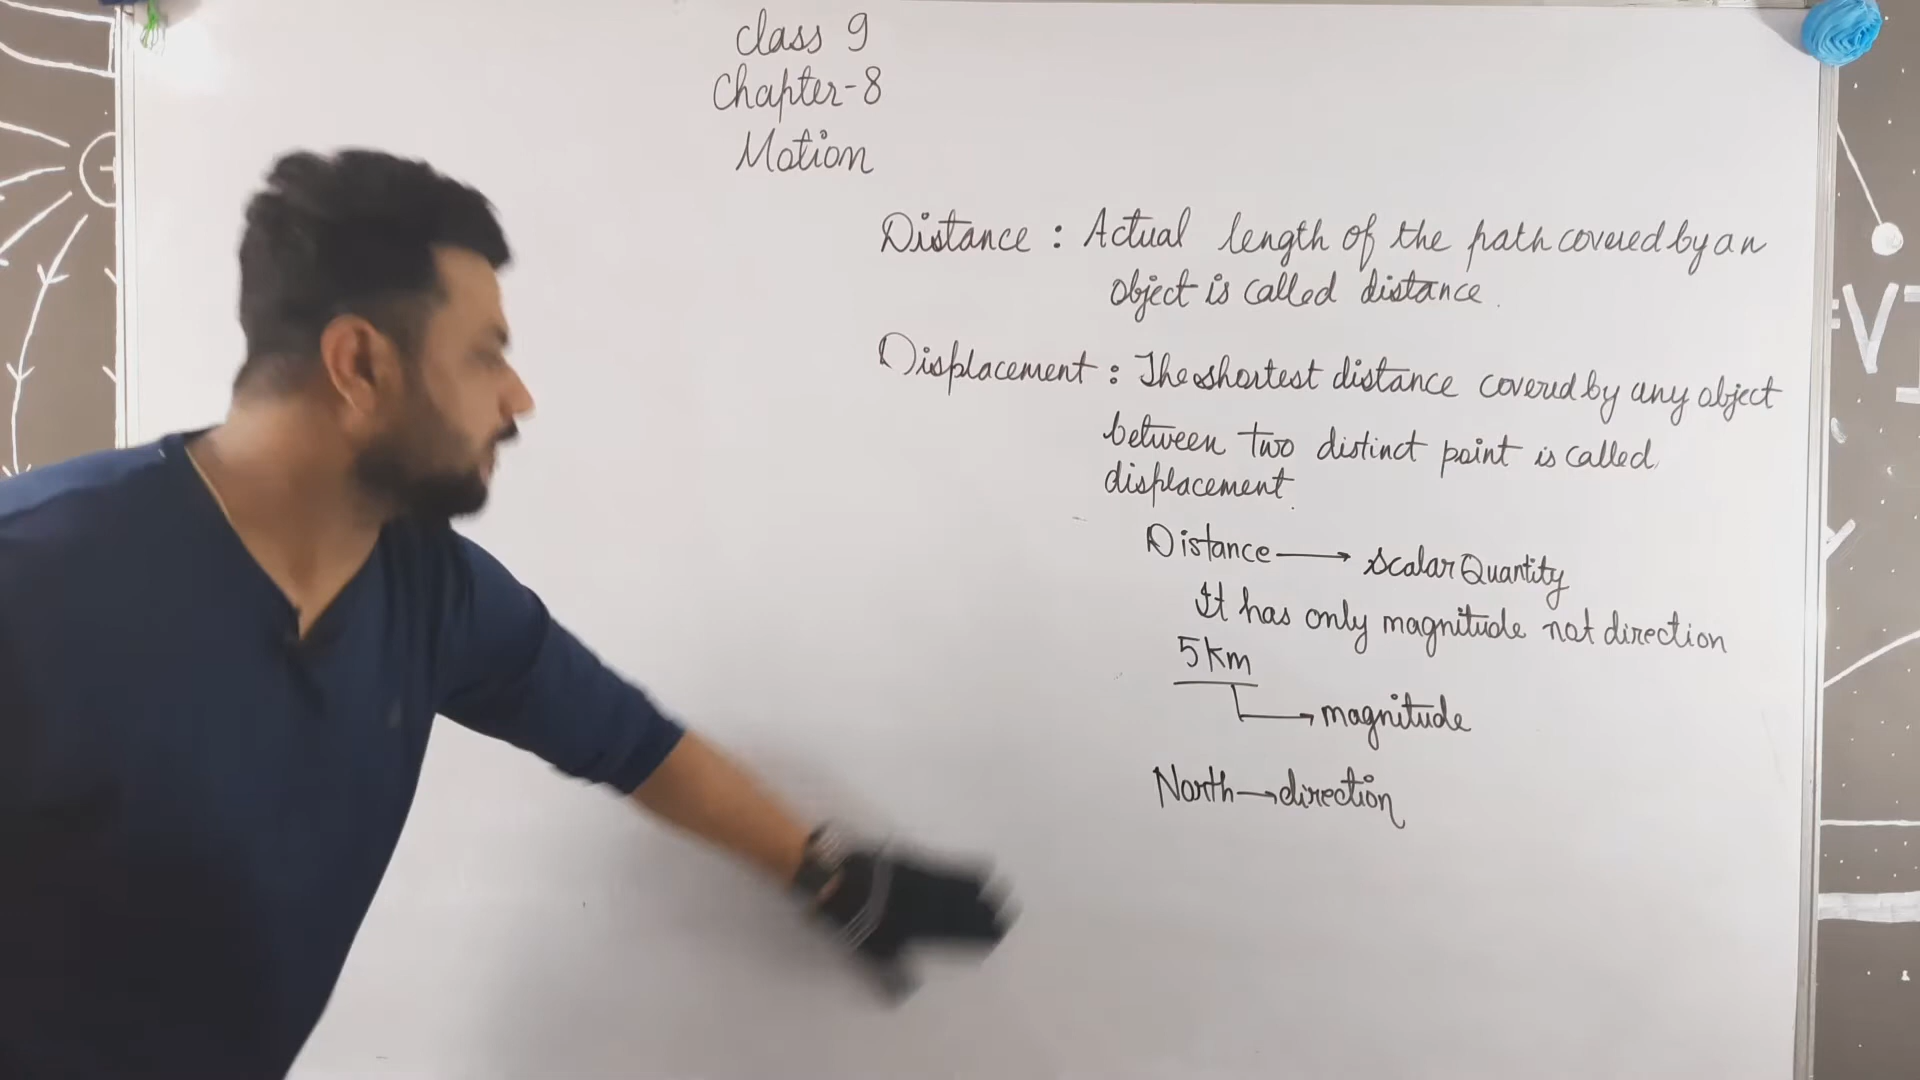 class 9
Chapter-8
Motion
Distance : Actual length of the path covered by an
object is called distance.
Displacement : The shortest distance covered by any object
between two distinct point is called
displacement.
Distance → scalar Quantity
It has only magnitude not direction
5 km
→ magnitude
North → direction